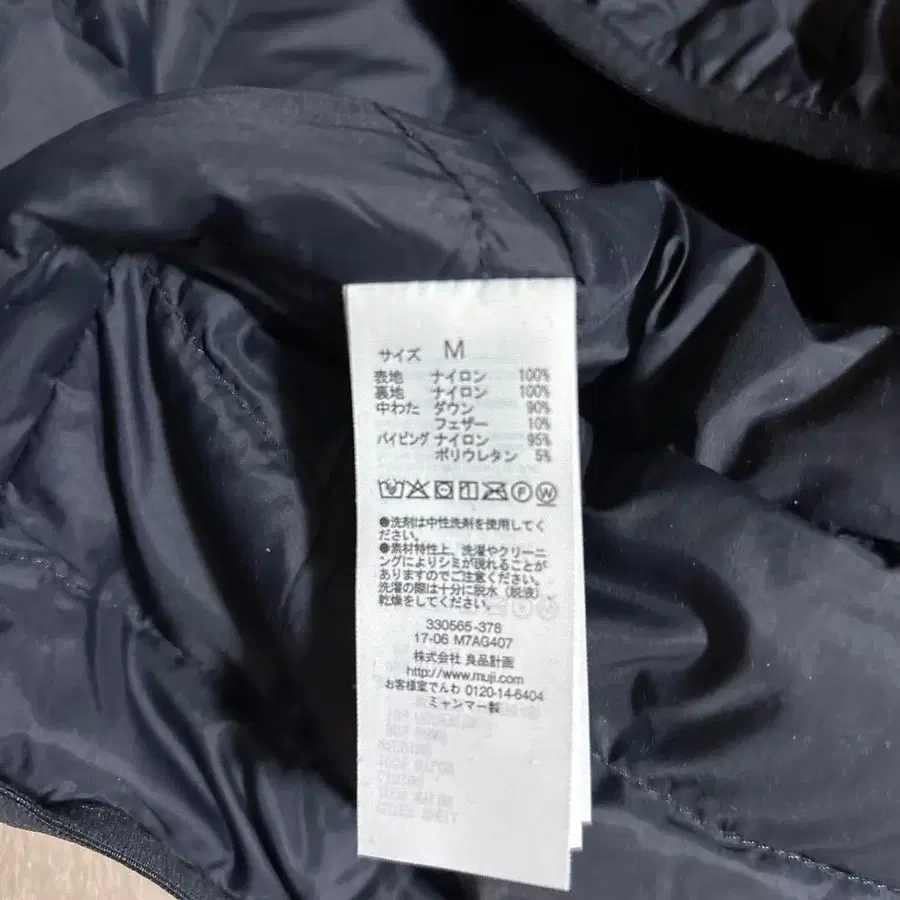 サイズ M
表地 ナイロン 100%
裏地 ナイロン 100%
中わた ダウン 90%
フェザー 10%
パイピング ナイロン 95%
ポリウレタン 5%
●洗剤は中性洗剤を使用してく
ださい。
●素材特性上、洗濯やクリーニ
ングによりシミが現れることが
ありますのでご注意ください。
洗濯の際は十分に脱水（脱液）、
乾燥をしてください。
330565-378
17-06 M7AG407
株式会社 良品計画
http://www.muji.com
お客様室でんわ 0120-14-6404
ミャンマー製